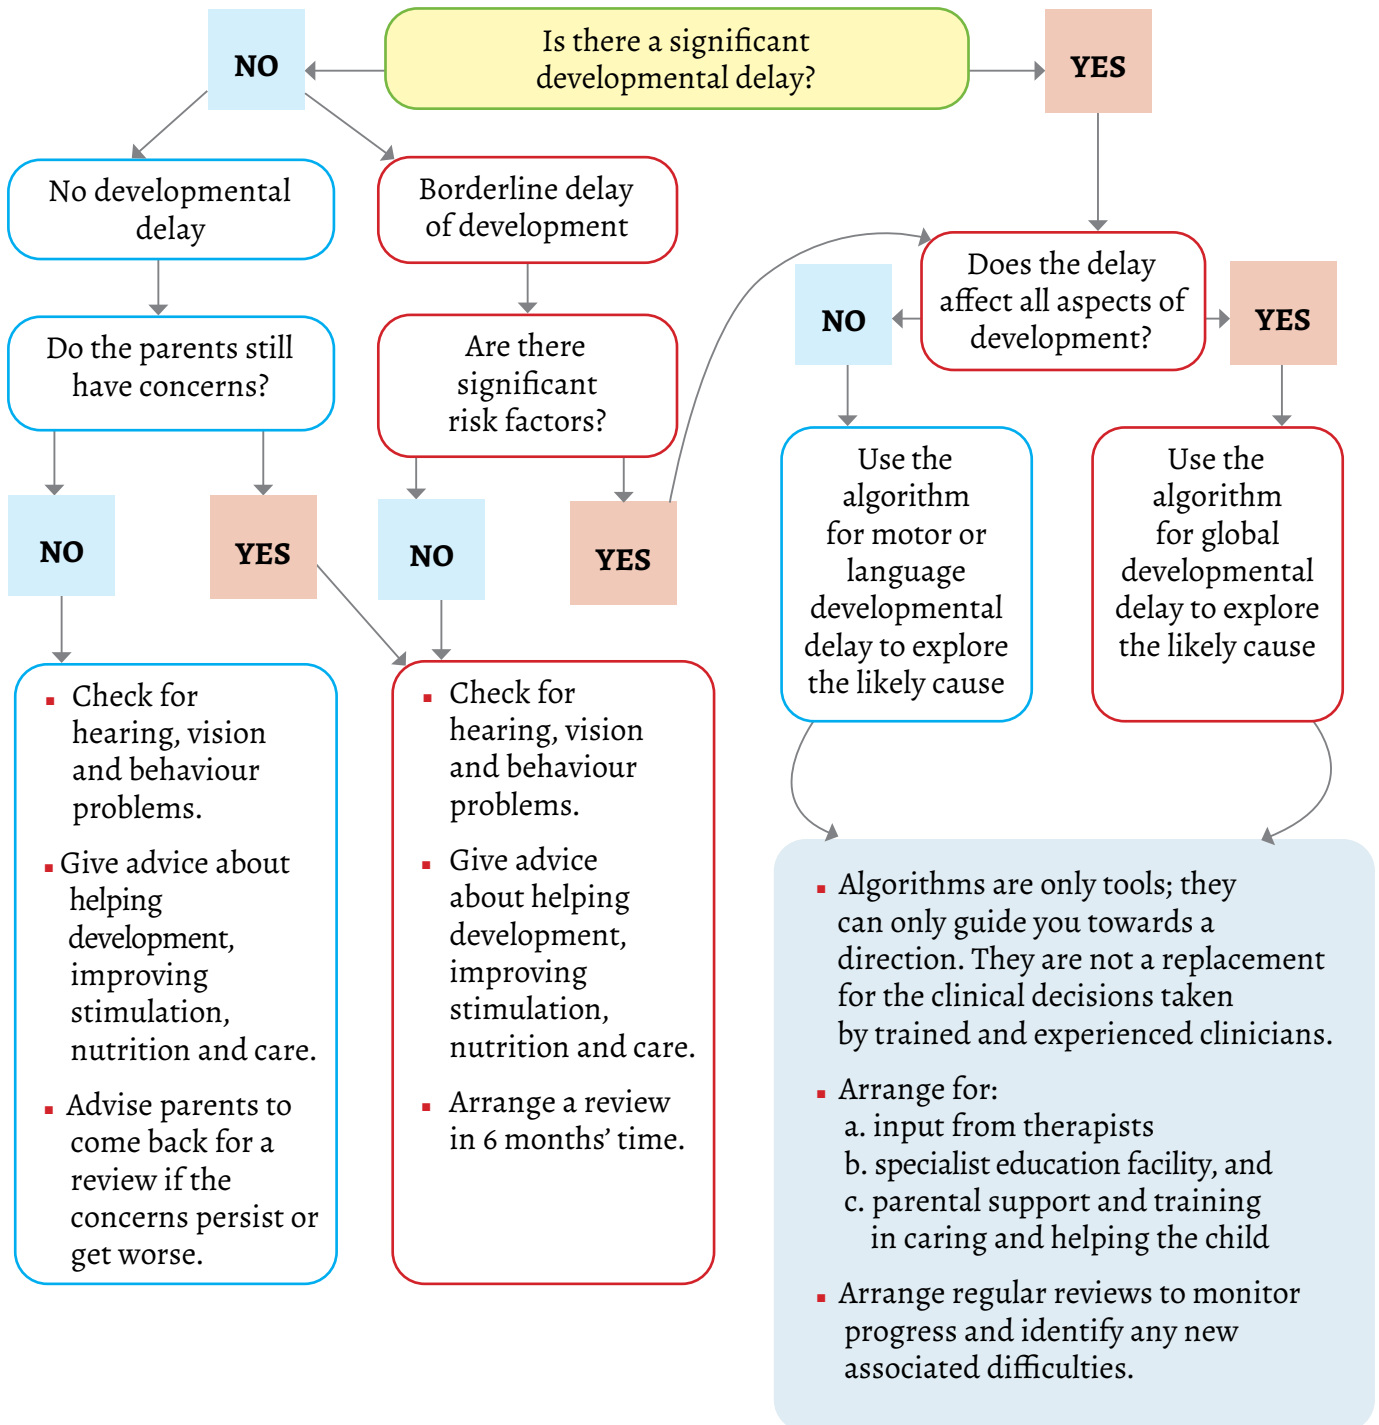 Is there a significant
developmental delay?
NO
YES
No developmental
delay
Borderline delay
of development
Does the delay
affect all aspects of
development?
NO
YES
Do the parents still
have concerns?
Are there
significant
risk factors?
NO
YES
NO
YES
Use the
algorithm
for motor or
language
developmental
delay to explore
the likely cause
Use the
algorithm
for global
developmental
delay to explore
the likely cause
▪ Check for
hearing, vision
and behaviour
problems.
▪ Give advice about
helping
development,
improving
stimulation,
nutrition and care.
▪ Advise parents to
come back for a
review if the
concerns persist or
get worse.
▪ Check for
hearing, vision
and behaviour
problems.
▪ Give advice
about helping
development,
improving
stimulation,
nutrition and care.
▪ Arrange a review
in 6 months’ time.
▪ Algorithms are only tools; they
can only guide you towards a
direction. They are not a replacement
for the clinical decisions taken
by trained and experienced clinicians.
▪ Arrange for:
a. input from therapists
b. specialist education facility, and
c. parental support and training
in caring and helping the child
▪ Arrange regular reviews to monitor
progress and identify any new
associated difficulties.